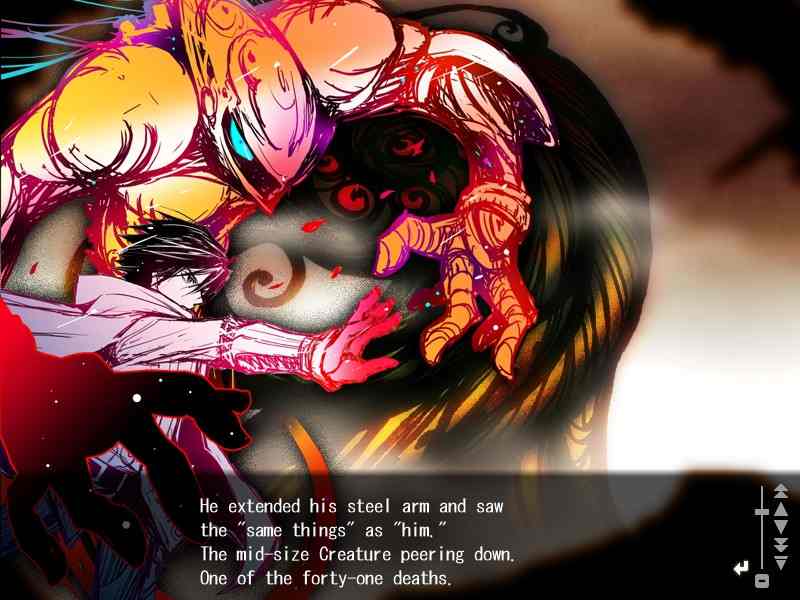 He extended his steel arm and saw
the "same things" as "him."
The mid-size Creature peering down.
One of the forty-one deaths.